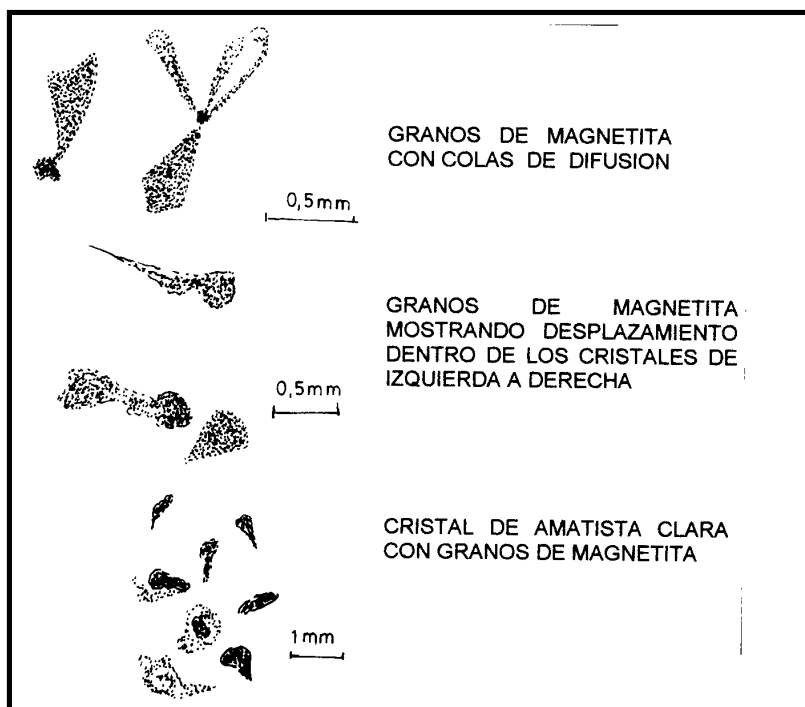 GRANOS DE MAGNETITA
CON COLAS DE DIFUSION
0,5mm
GRANOS DE MAGNETITA
MOSTRANDO DESPLAZAMIENTO
DENTRO DE LOS CRISTALES DE
IZQUIERDA A DERECHA
0,5mm
CRISTAL DE AMATISTA CLARA
CON GRANOS DE MAGNETITA
1mm